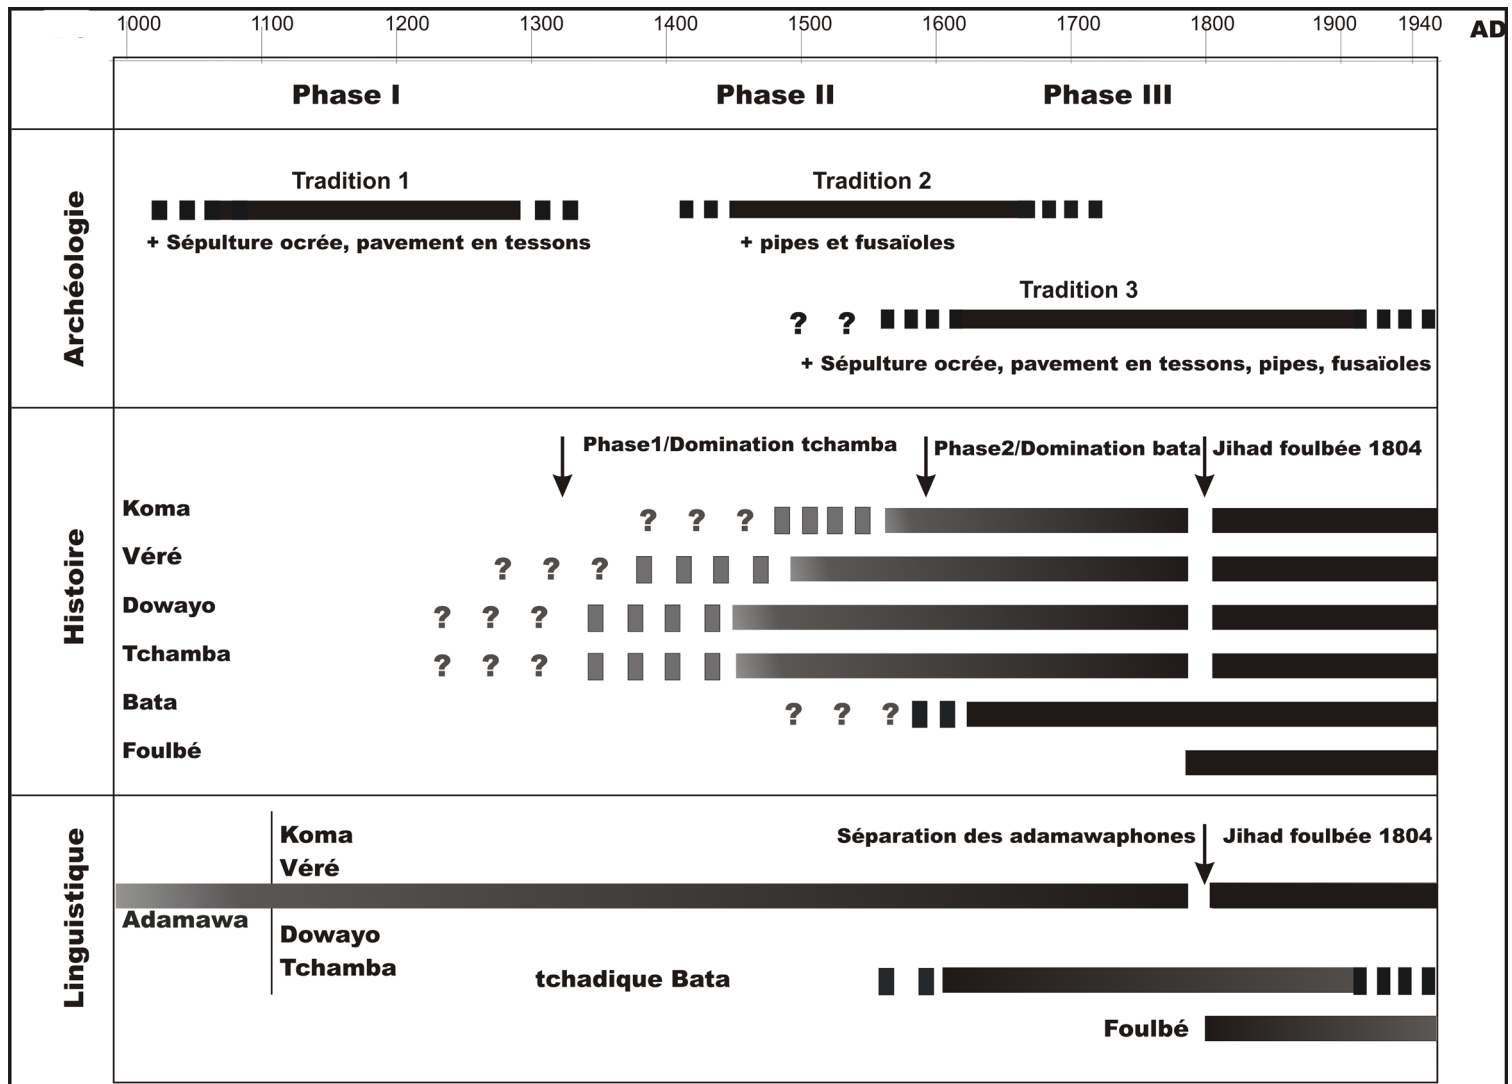 1000 1100 1200 1300 1400 1500 1600 1700 1800 1900 1940 AD
Phase I Phase II Phase III
Archéologie
Tradition 1 Tradition 2
+ Sépulture ocrée, pavement en tessons + pipes et fusaïoles
Tradition 3
? ?
+ Sépulture ocrée, pavement en tessons, pipes, fusaïoles
Histoire
Phase1/Domination tchamba Phase2/Domination bata Jihad foulbée 1804
Koma ? ? ?
Véré ? ? ?
Dowayo ? ? ?
Tchamba ? ? ?
Bata ? ? ?
Foulbé
Linguistique
Koma Séparation des adamawaphones Jihad foulbée 1804
Véré
Adamawa
Dowayo
Tchamba
tchadique Bata
Foulbé